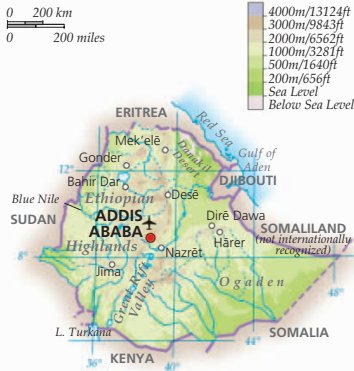 0 200 km
0 200 miles
4000m/13124ft
3000m/9843ft
2000m/6562ft
1000m/3281ft
500m/1640ft
200m/656ft
Sea Level
Below Sea Level
ERITREA
Red Sea
Mek'elē
Danakil
Desert
Gonder
Gulf of
Aden
12°
Bahir Dar
DJIBOUTI
Blue Nile
Ethiopian
Desē
SUDAN
ADDIS
ABABA
Dirē Dawa
SOMALILAND
(not internationally
recognized)
Hārer
Highlands
Nazrēt
8°
8°
Jima
Great Rift
Valley
Ogaden
48°
L. Turkana
36°
40°
44°
SOMALIA
KENYA